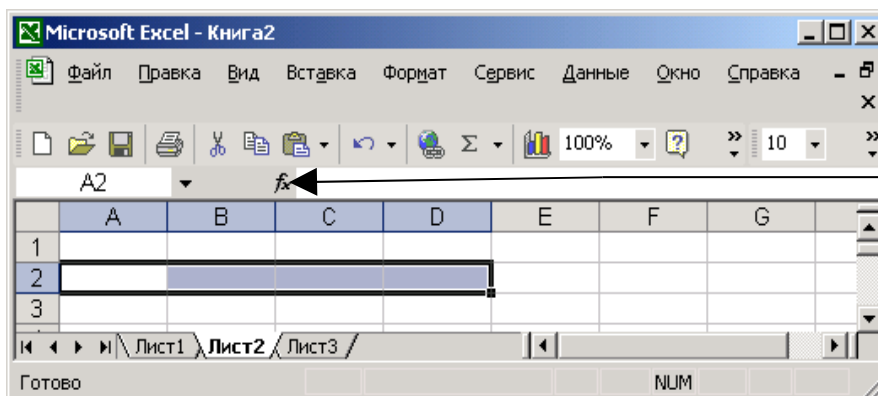 Microsoft Excel - Книга2
Файл Правка Вид Вставка Формат Сервис Данные Окно Справка
100% 10
A2 fx
A B C D E F G
1
2
3
Лист1 Лист2 Лист3
Готово NUM